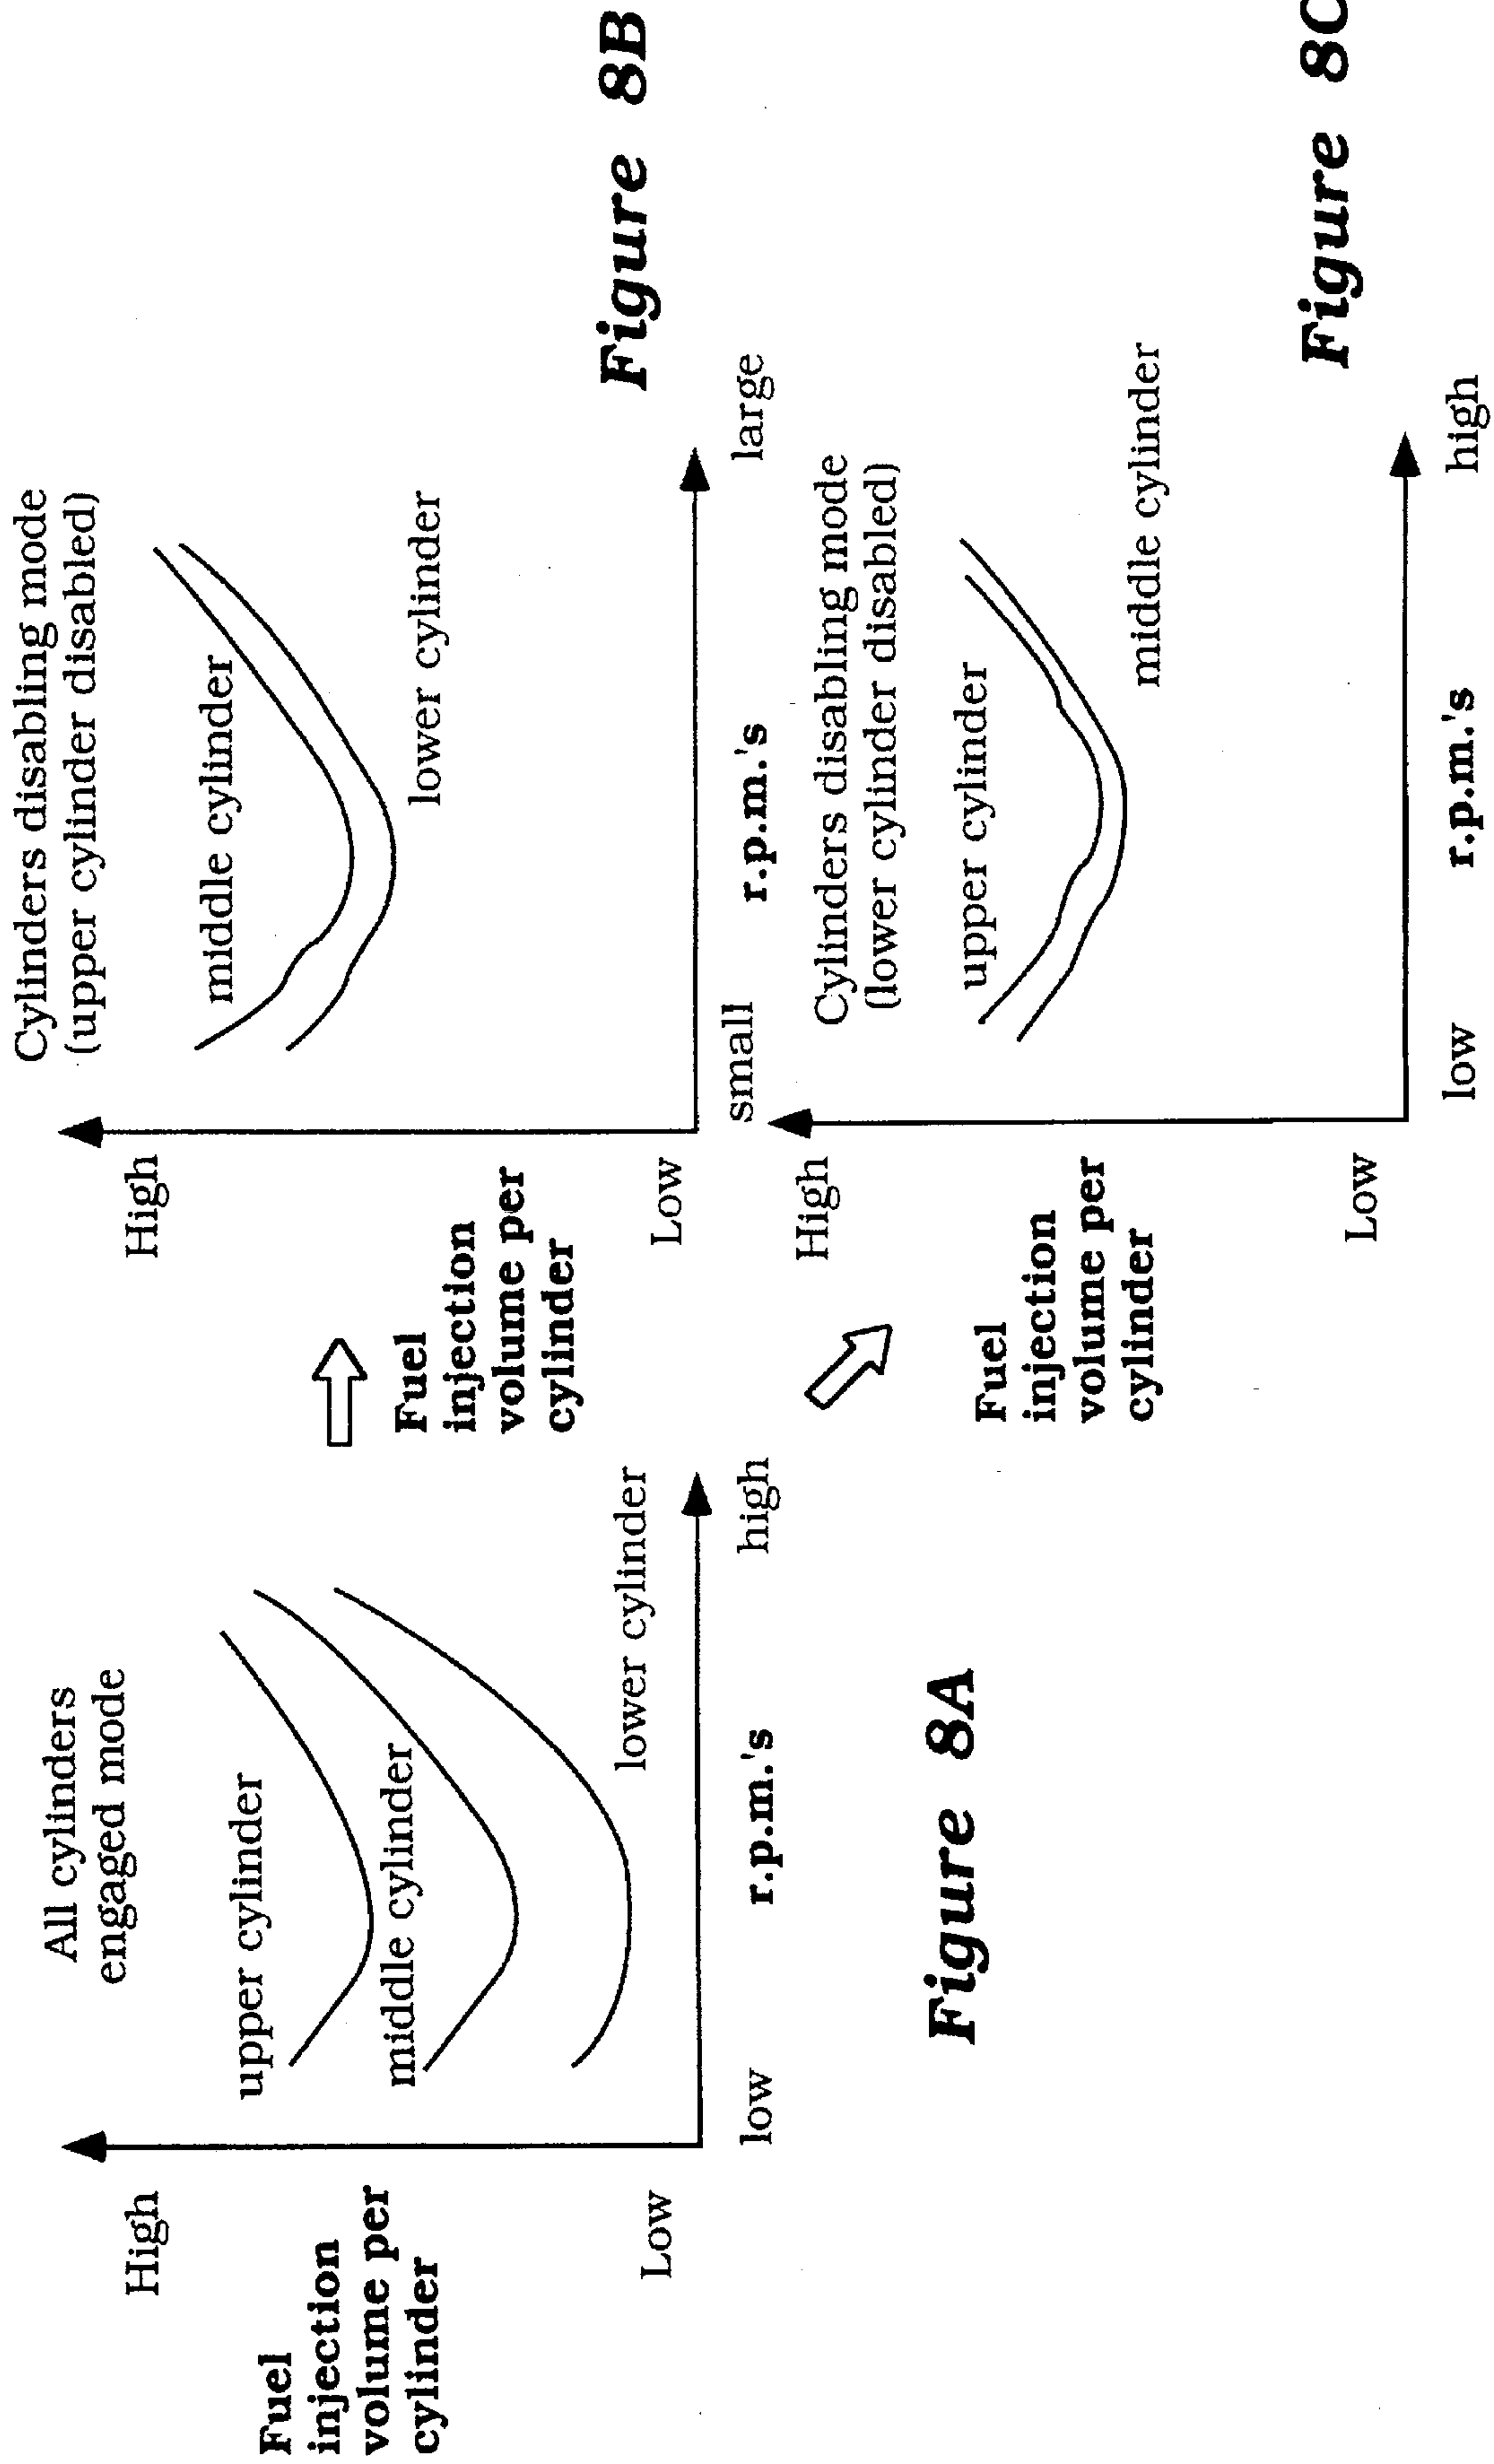 All cylinders
engaged mode
High
Fuel
injection
volume per
cylinder
Low
upper cylinder
middle cylinder
lower cylinder
low
r.p.m.'s
high
Figure 8A
Cylinders disabling mode
(upper cylinder disabled)
High
Fuel
injection
volume per
cylinder
Low
middle cylinder
lower cylinder
small
r.p.m.'s
large
Figure 8B
Cylinders disabling mode
(lower cylinder disabled)
High
Fuel
injection
volume per
cylinder
Low
upper cylinder
middle cylinder
low
r.p.m.'s
high
Figure 8C